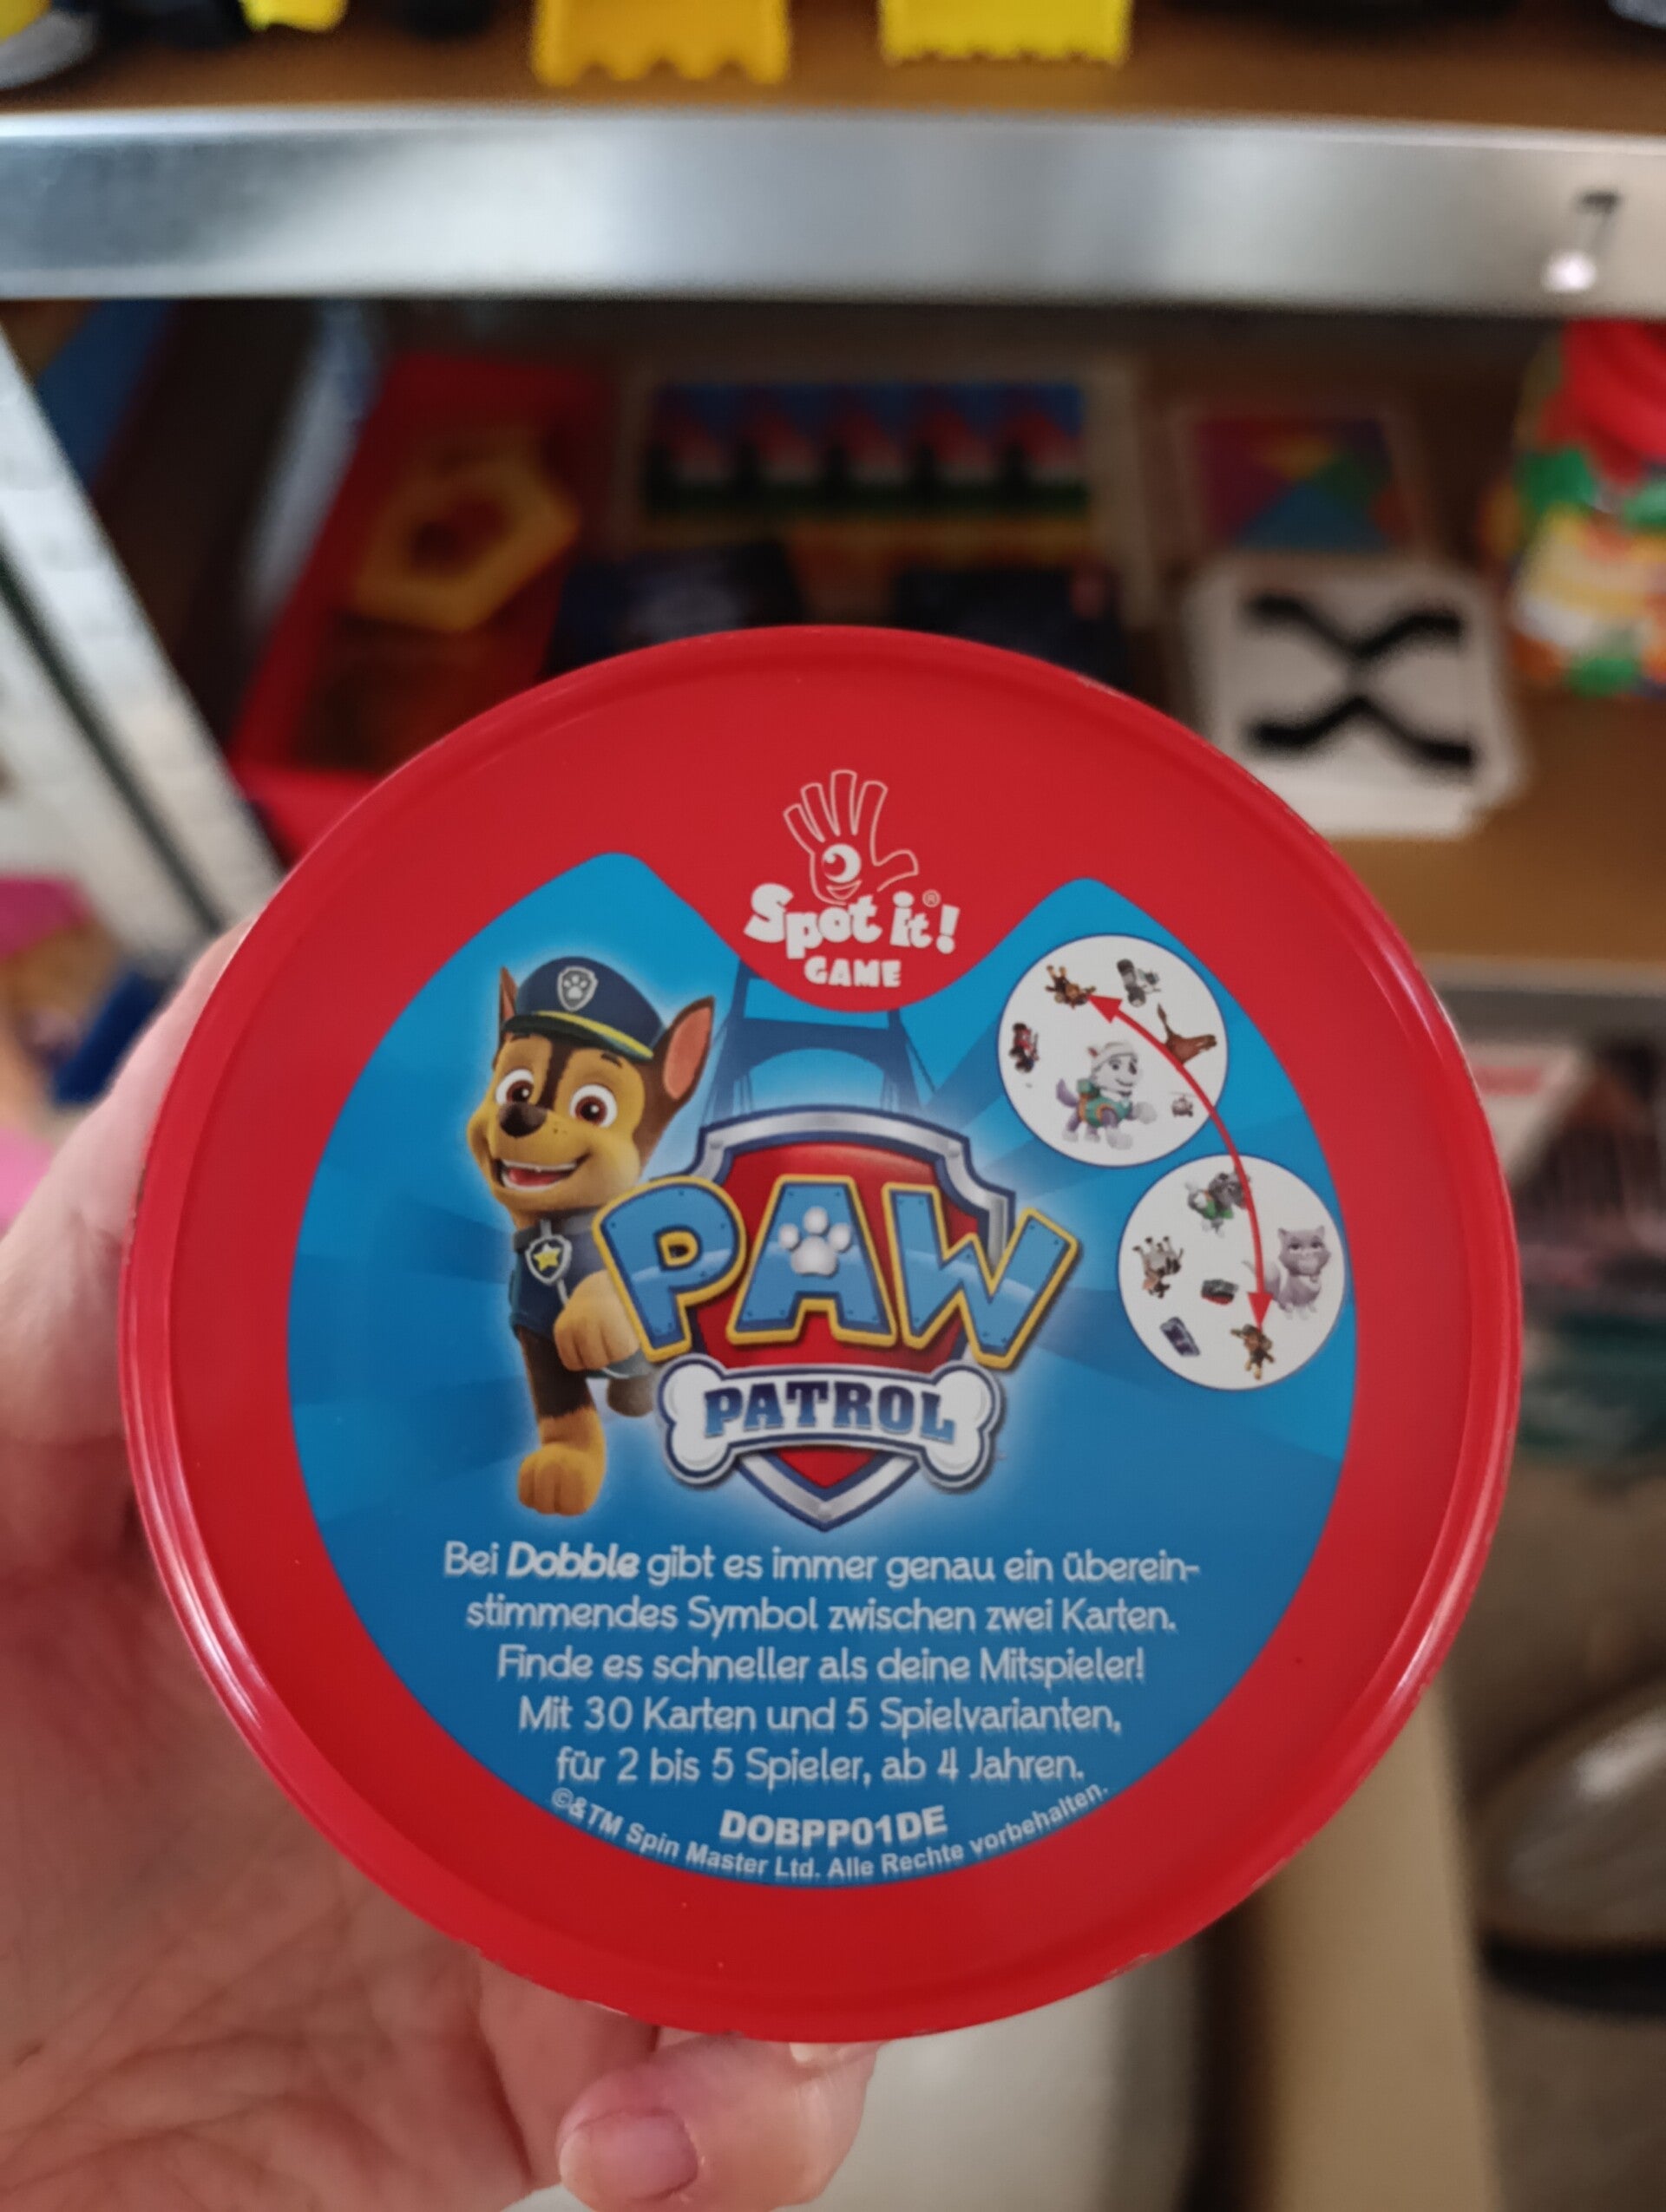 Spot it!®
GAME
PAW
PATROL
Bei Dobble gibt es immer genau ein überein-
stimmendes Symbol zwischen zwei Karten.
Finde es schneller als deine Mitspieler!
Mit 30 Karten und 5 Spielvarianten,
für 2 bis 5 Spieler, ab 4 Jahren.
DOBPP01DE
©&TM Spin Master Ltd. Alle Rechte vorbehalten.